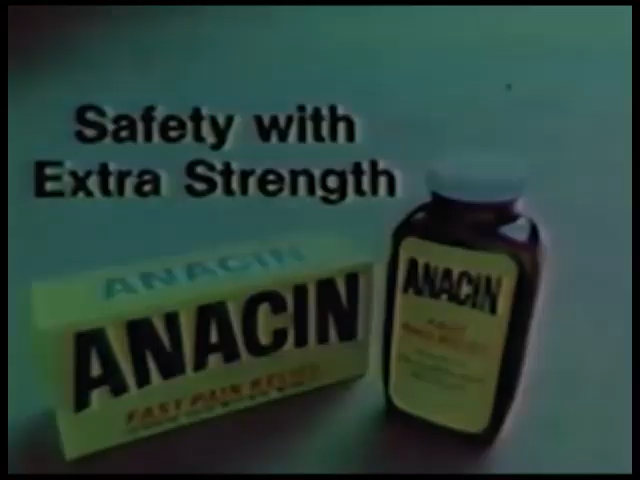 Safety with
Extra Strength
ANACIN
ANACIN
FAST PAIN RELIEF
ANACIN